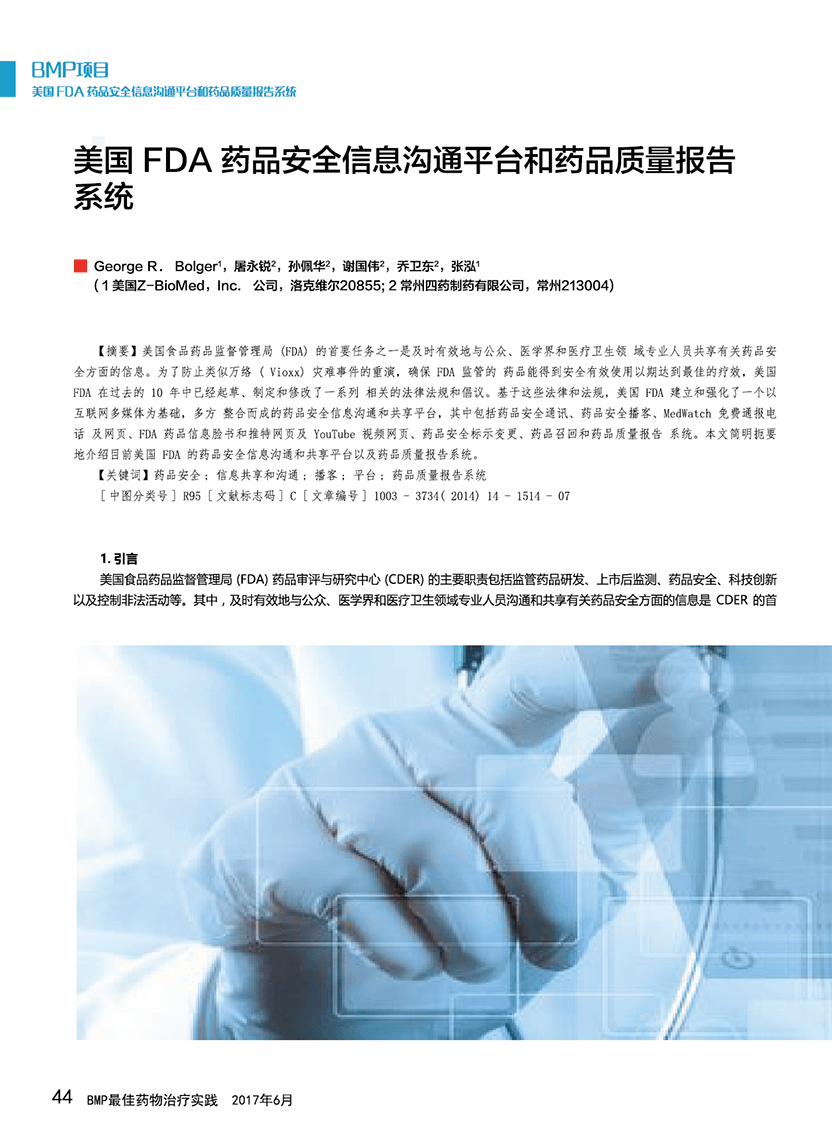 BMP项目
美国 FDA 药品安全信息沟通平台和药品质量报告系统
美国 FDA 药品安全信息沟通平台和药品质量报告
系统
George R． Bolger¹，屠永锐²，孙佩华²，谢国伟²，乔卫东²，张泓¹
( 1 美国Z-BioMed，Inc． 公司，洛克维尔20855; 2 常州四药制药有限公司，常州213004)
【摘要】美国食品药品监督管理局 (FDA) 的首要任务之一是及时有效地与公众、医学界和医疗卫生领 域专业人员共享有关药品安
全方面的信息。为了防止类似万络 ( Vioxx) 灾难事件的重演，确保 FDA 监管的 药品能得到安全有效使用以期达到最佳的疗效，美国
FDA 在过去的 10 年中已经起草、制定和修改了一系列 相关的法律法规和倡议。基于这些法律和法规，美国 FDA 建立和强化了一个以
互联网多媒体为基础，多方 整合而成的药品安全信息沟通和共享平台，其中包括药品安全通讯、药品安全播客、MedWatch 免费通报电
话 及网页、FDA 药品信息脸书和推特网页及 YouTube 视频网页、药品安全标示变更、药品召回和药品质量报告 系统。本文简明扼要
地介绍目前美国 FDA 的药品安全信息沟通和共享平台以及药品质量报告系统。
【关键词】药品安全 ; 信息共享和沟通 ; 播客 ; 平台 ; 药品质量报告系统
[ 中图分类号 ] R95 [ 文献标志码 ] C [ 文章编号 ] 1003 - 3734( 2014) 14 - 1514 - 07
1. 引言
美国食品药品监督管理局 (FDA) 药品审评与研究中心 (CDER) 的主要职责包括监管药品研发、上市后监测、药品安全、科技创新
以及控制非法活动等。其中 , 及时有效地与公众、医学界和医疗卫生领域专业人员沟通和共享有关药品安全方面的信息是 CDER 的首
44 BMP最佳药物治疗实践 2017年6月